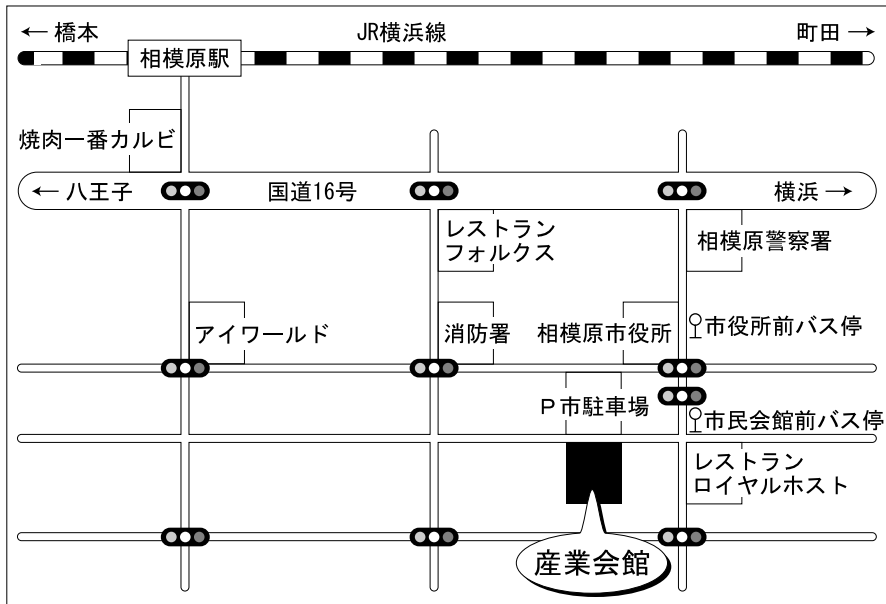 ← 橋本
JR横浜線
町田 →
相模原駅
焼肉一番カルビ
← 八王子
国道16号
横浜 →
レストラン
フォルクス
相模原警察署
アイワールド
消防署
相模原市役所
市役所前バス停
P市駐車場
市民会館前バス停
レストラン
ロイヤルホスト
産業会館